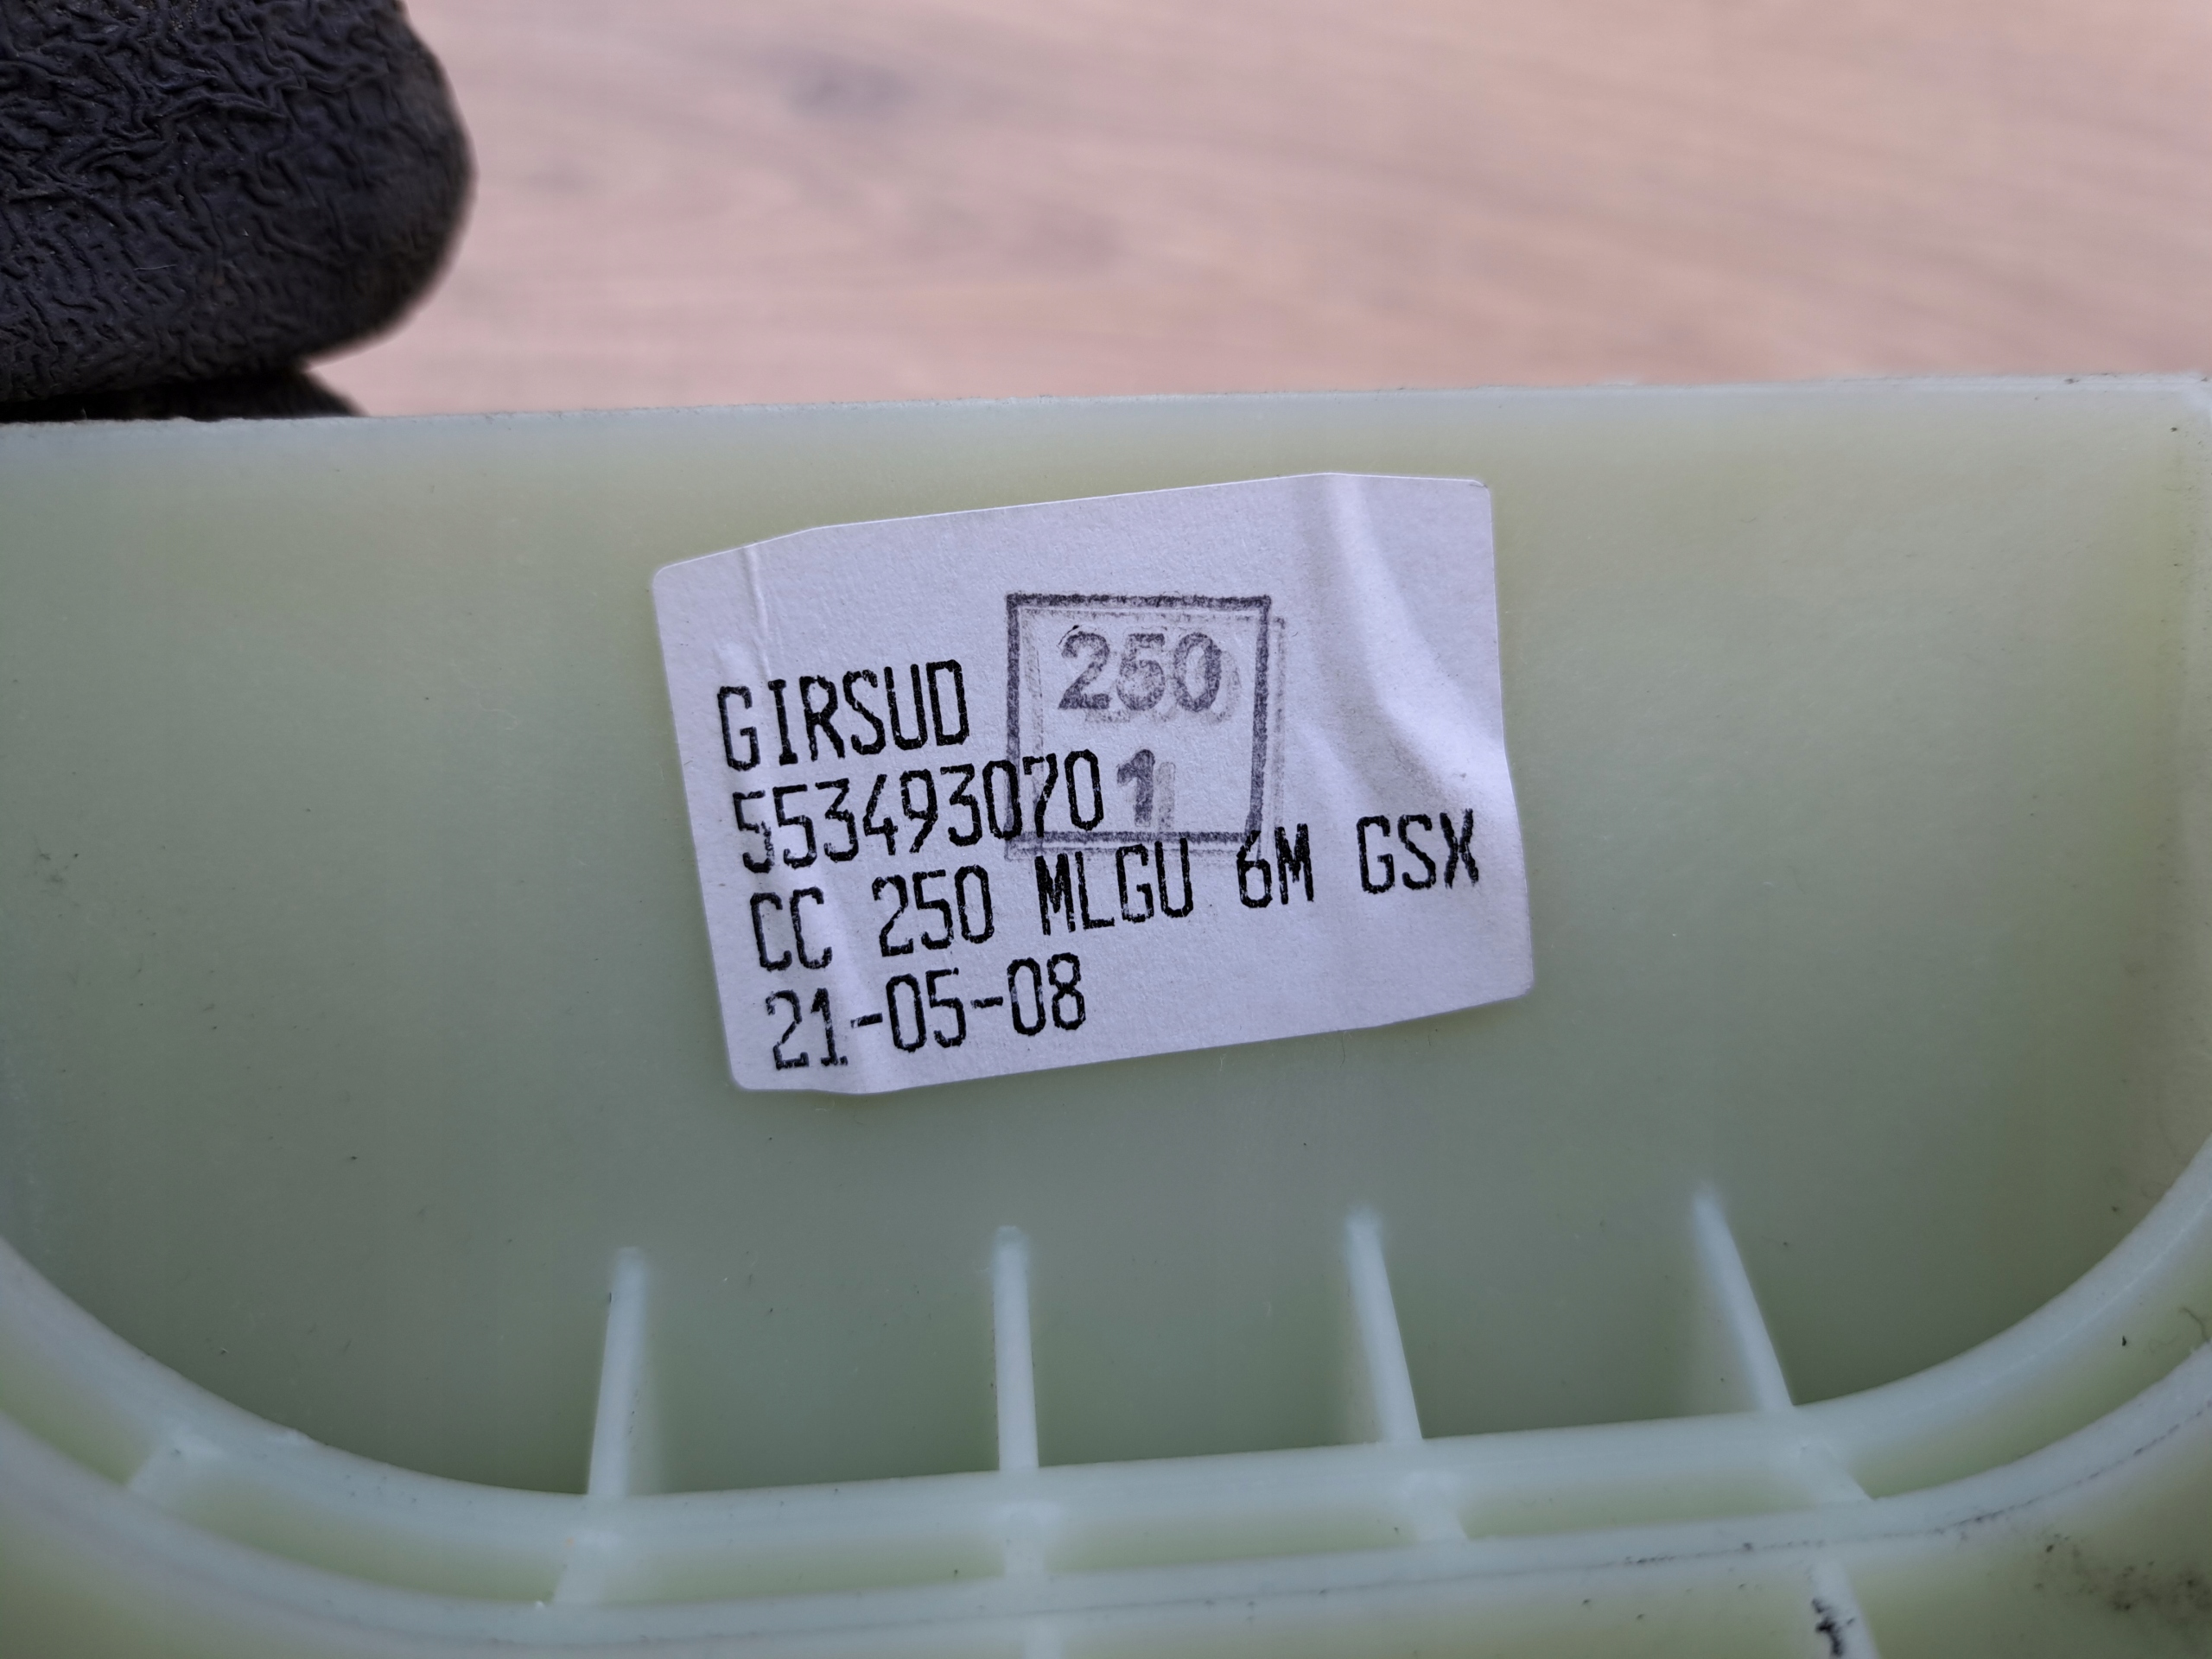 250
1
GIRSUD
553493070
CC 250 MLGU 6M GSX
21-05-08